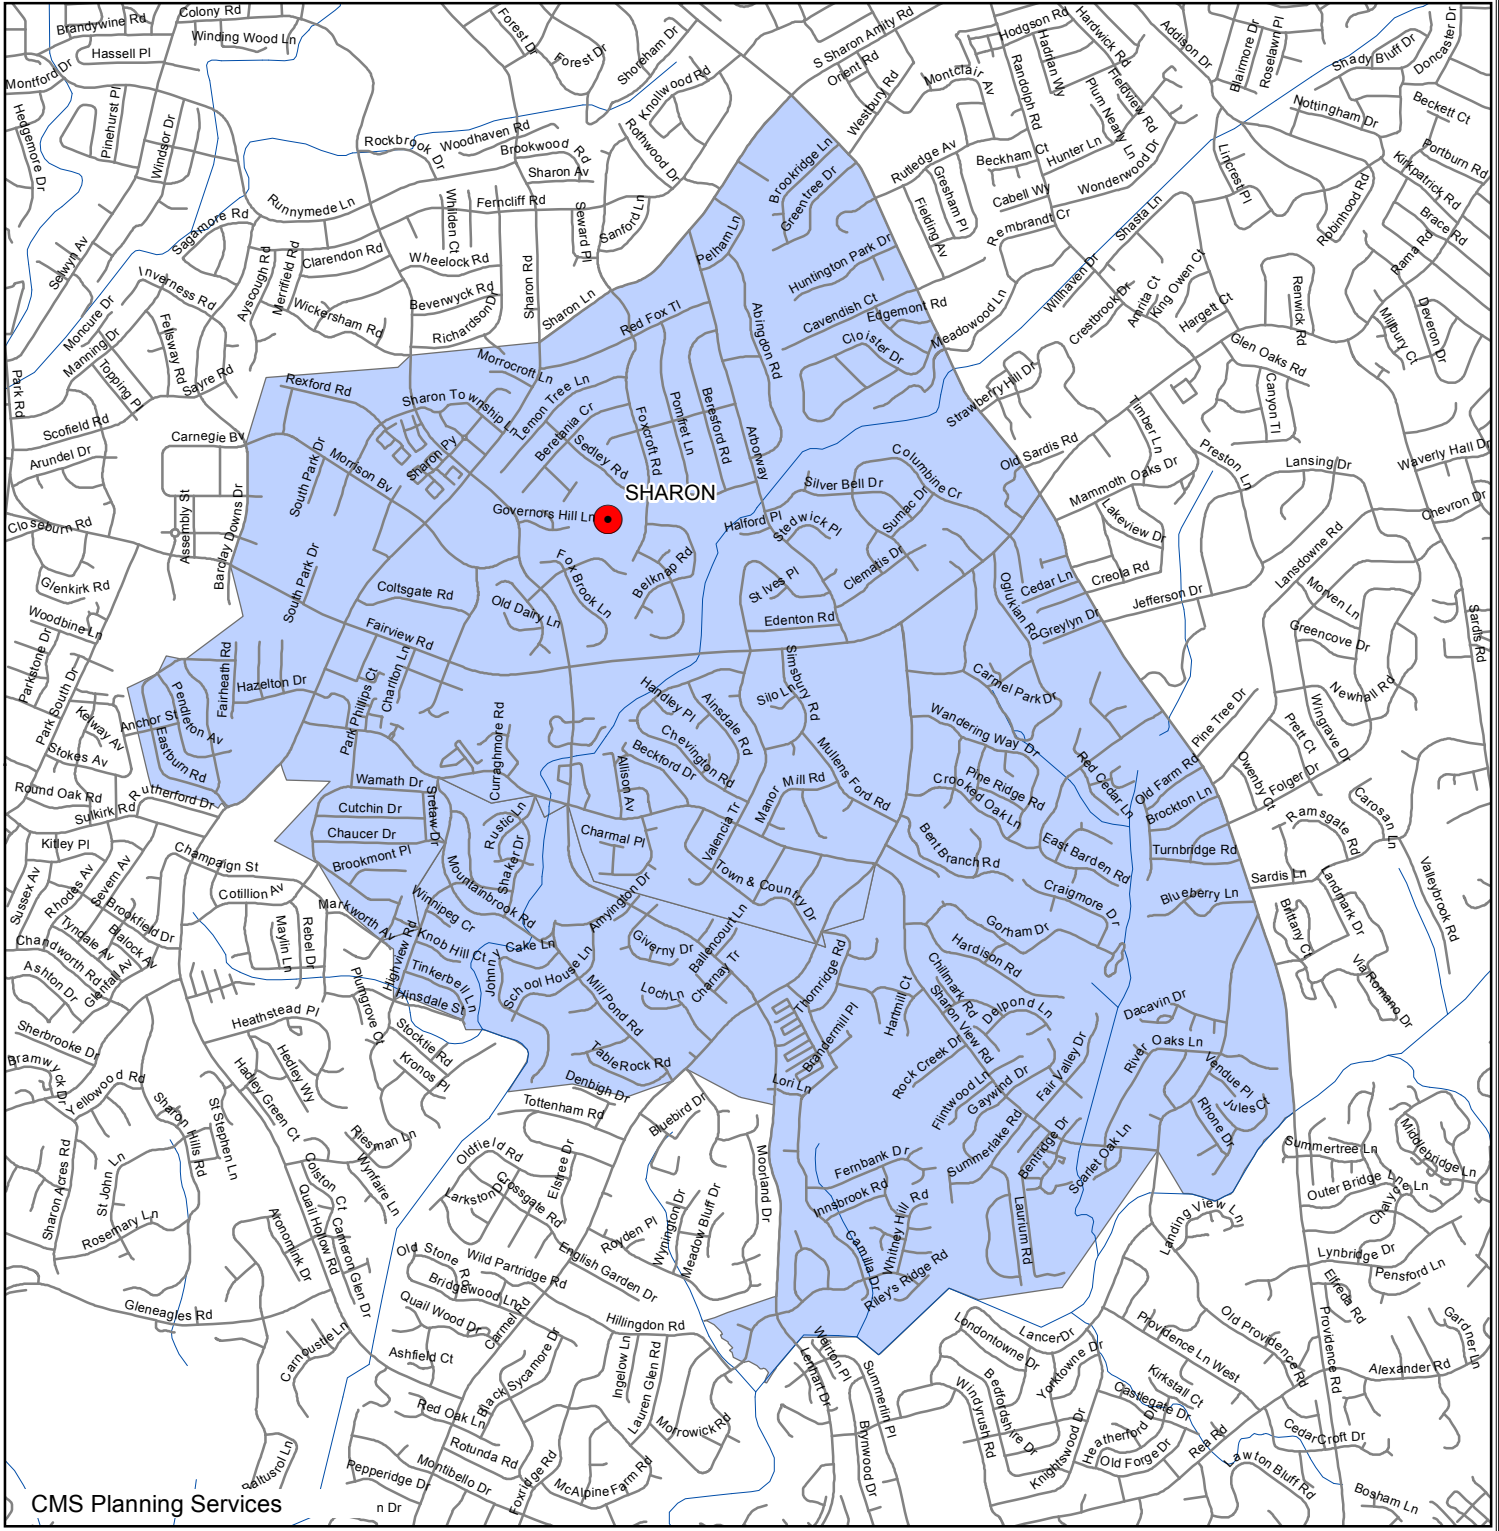 Brandywine Rd
Colony Rd
Winding Wood Ln
Hassell Pl
Montford Dr
Hedgemore Dr
Pinehurst Pl
Windsor Dr
Forest Dr
Forest Dr
Shoreham Dr
Knollwood Rd
Rothwood Dr
Rockbrook Dr
Woodhaven Rd
Brookwood Rd
Sharon Av
S Sharon Amity Rd
Orient Rd
Westbury Rd
Montclair Av
Hodgson Rd
Hadrian Wy
Hardwick Rd
Randolph Rd
Plum Nearly Ln
Fieldview Rd
Addison Dr
Blairmore Dr
Roselawn Pl
Shady Bluff Dr
Doncaster Dr
Nottingham Dr
Beckett Ct
Portburn Rd
Kirkpatrick Rd
Brace Rd
Rama Rd
Robinhood Rd
Lincrest Pl
Rutledge Av
Beckham Ct
Hunter Ln
Wonderwood Dr
Cabell Wy
Gresham Pl
Fielding Av
Rembrandt Cr
Shasta Ln
Willhaven Dr
Brookridge Ln
Greentree Dr
Huntington Park Dr
Pelham Ln
Runnymede Ln
Sagamore Rd
Selwyn Av
Whilden Ct
Ferncliff Rd
Seward Pl
Sanford Ln
Inverness Rd
Ayscough Rd
Merrifield Rd
Clarendon Rd
Wheelock Rd
Sharon Rd
Wickersham Rd
Beverwyck Rd
Richardson Dr
Sharon Ln
Red Fox Tl
Abingdon Rd
Cavendish Ct
Edgemont Rd
Cloister Dr
Meadowood Ln
Crestbrook Dr
Amrita Ct
King Owen Ct
Hargett Ct
Renwick Rd
Millbury Ct
Deveron Dr
Glen Oaks Rd
Moncure Dr
Manning Dr
Fellsway Rd
Topping Pl
Sayre Rd
Park Rd
Scofield Rd
Arundel Dr
Closeburn Rd
Rexford Rd
Morrocroft Ln
Sharon Township Ln
Lemon Tree Ln
Beretania Cr
Sedley Rd
Foxcroft Rd
Pomfret Ln
Beresford Rd
Arborway
Strawberry Hill Dr
Timber Ln
Canyon Tl
Carnegie Bv
South Park Dr
Morrison Bv
Sharon Py
SHARON
Governors Hill Ln
Halford Pl
Silver Bell Dr
Columbine Cr
Sumac Dr
Stedwick Pl
Clematis Dr
Old Sardis Rd
Mammoth Oaks Dr
Preston Ln
Lansing Dr
Waverly Hall Dr
Chevron Dr
Lakeview Dr
Lansdowne Rd
Assembly St
Barclay Downs Dr
South Park Dr
Coltsgate Rd
Fairview Rd
Old Dairy Ln
Fox Brook Ln
Belknap Rd
St Ives Pl
Edenton Rd
Oglukian Rd
Cedar Ln
Greylyn Dr
Creola Rd
Jefferson Dr
Morven Ln
Greencove Dr
Sardis Rd
Glenkirk Rd
Woodbine Ln
Parkstone Dr
Park South Dr
Kelway Av
Stokes Av
Anchor St
Pendleton Av
Eastburn Rd
Fairheath Rd
Hazelton Dr
Park Phillips Ct
Charlton Ln
Curraghmore Rd
Handley Pl
Ainsdale Rd
Silo Ln
Simsbury Rd
Chevington Rd
Beckford Dr
Allison Av
Mullens Ford Rd
Manor Mill Rd
Valencia Tr
Carmel Park Dr
Wandering Way Dr
Pine Ridge Rd
Crooked Oak Ln
Red Cedar Ln
Old Farm Rd
Pine Tree Dr
Brockton Ln
Owenby Ct
Folger Dr
Prett Ct
Wingrave Dr
Newhall Rd
Round Oak Rd
Sulkirk Rd
Rutherford Dr
Kitley Pl
Wamath Dr
Cutchin Dr
Chaucer Dr
Brookmont Pl
Sretaw Dr
Rustic Ln
Shaker Dr
Mountainbrook Rd
Charmal Pl
Amyington Dr
Town & Country Dr
Bent Branch Rd
East Barden Rd
Craigmore Dr
Turnbridge Rd
Blueberry Ln
Sardis Ln
Ramsgate Rd
Carosan Ln
Landmark Dr
Brittany Ct
Via Romano Dr
Valleybrook Rd
Champaign St
Cotillion Av
Sussex Av
Rhodes Av
Severn Av
Brookfield Dr
Tyndale Av
Blalock Av
Chandworth Rd
Glenfall Av
Ashton Dr
Maylin Ln
Rebel Dr
Markworth Av
Winnipeg Cr
Highview Rd
Knob Hill Ct
Tinkerbell Ln
Hinsdale St
Johnny Cake Ln
School House Ln
Mill Pond Rd
Giverny Dr
Ballencourt Ln
Charnay Tr
Loch Ln
Table Rock Rd
Denbigh Dr
Thornridge Rd
Brandermill Pl
Hartmill Ct
Lori Ln
Gorham Dr
Hardison Rd
Chillmark Rd
Sharon View Rd
Delpond Ln
Rock Creek Dr
Flintwood Ln
Gaywind Dr
Fair Valley Dr
Summerlake Rd
Bentridge Dr
Scarlet Oak Ln
Dacavin Dr
River Oaks Ln
Vendue Pl
Jules Ct
Rhone Dr
Sherbrooke Dr
Bramwyck Dr
Yellowood Rd
Heathstead Pl
Hedley Wy
Hadley Green Ct
Plumgrove Ct
Stocktie Rd
Kronos Pl
Sharon Hills Rd
St Stephen Ln
Sharon Acres Rd
St John Ln
Rosemary Ln
Riesman Ln
Wynfaire Ln
Colston Ct
Quail Hollow Rd
Cameron Glen Dr
Aronomink Dr
Gleneagles Rd
Carnoustie Ln
Baltusrol Ln
Tottenham Rd
Bluebird Dr
Oldfield Rd
Larkston Dr
Crossgate Rd
Elstree Dr
Royden Pl
Wynington Dr
Meadow Bluff Dr
Moorland Dr
English Garden Dr
Old Stone Rd
Wild Partridge Rd
Bridgewood Ln
Quail Wood Dr
Carmel Rd
Ashfield Ct
Black Sycamore Dr
Red Oak Ln
Rotunda Rd
Montibello Dr
Pepperidge Dr
n Dr
Foxridge Rd
McAlpine Farm Rd
Hillingdon Rd
Ingelow Ln
Lauren Glen Rd
Morrowick Rd
Fernbank Dr
Innsbrook Rd
Whitney Hill Rd
Camilla Dr
Riley's Ridge Rd
Laurium Rd
Warton Pl
Lenhart Dr
Summerlin Pl
Brynwood Dr
Londontowne Dr
Lancer Dr
Yorktowne Dr
Bedfordshire Dr
Windyrush Rd
Knightswood Dr
Heatherford Dr
Old Forge Dr
Castlegate Dr
Kirkstall Ct
Rea Rd
Providence Ln West
Old Providence Rd
Providence Rd
Elfreda Rd
Alexander Rd
Gardner Ln
Cedar Croft Dr
Lawton Bluff Rd
Bosham Ln
Landing View Ln
Summertree Ln
Middlebridge Ln
Outer Bridge Ln
Chalyce Ln
Lynbridge Dr
Pensford Ln
CMS Planning Services